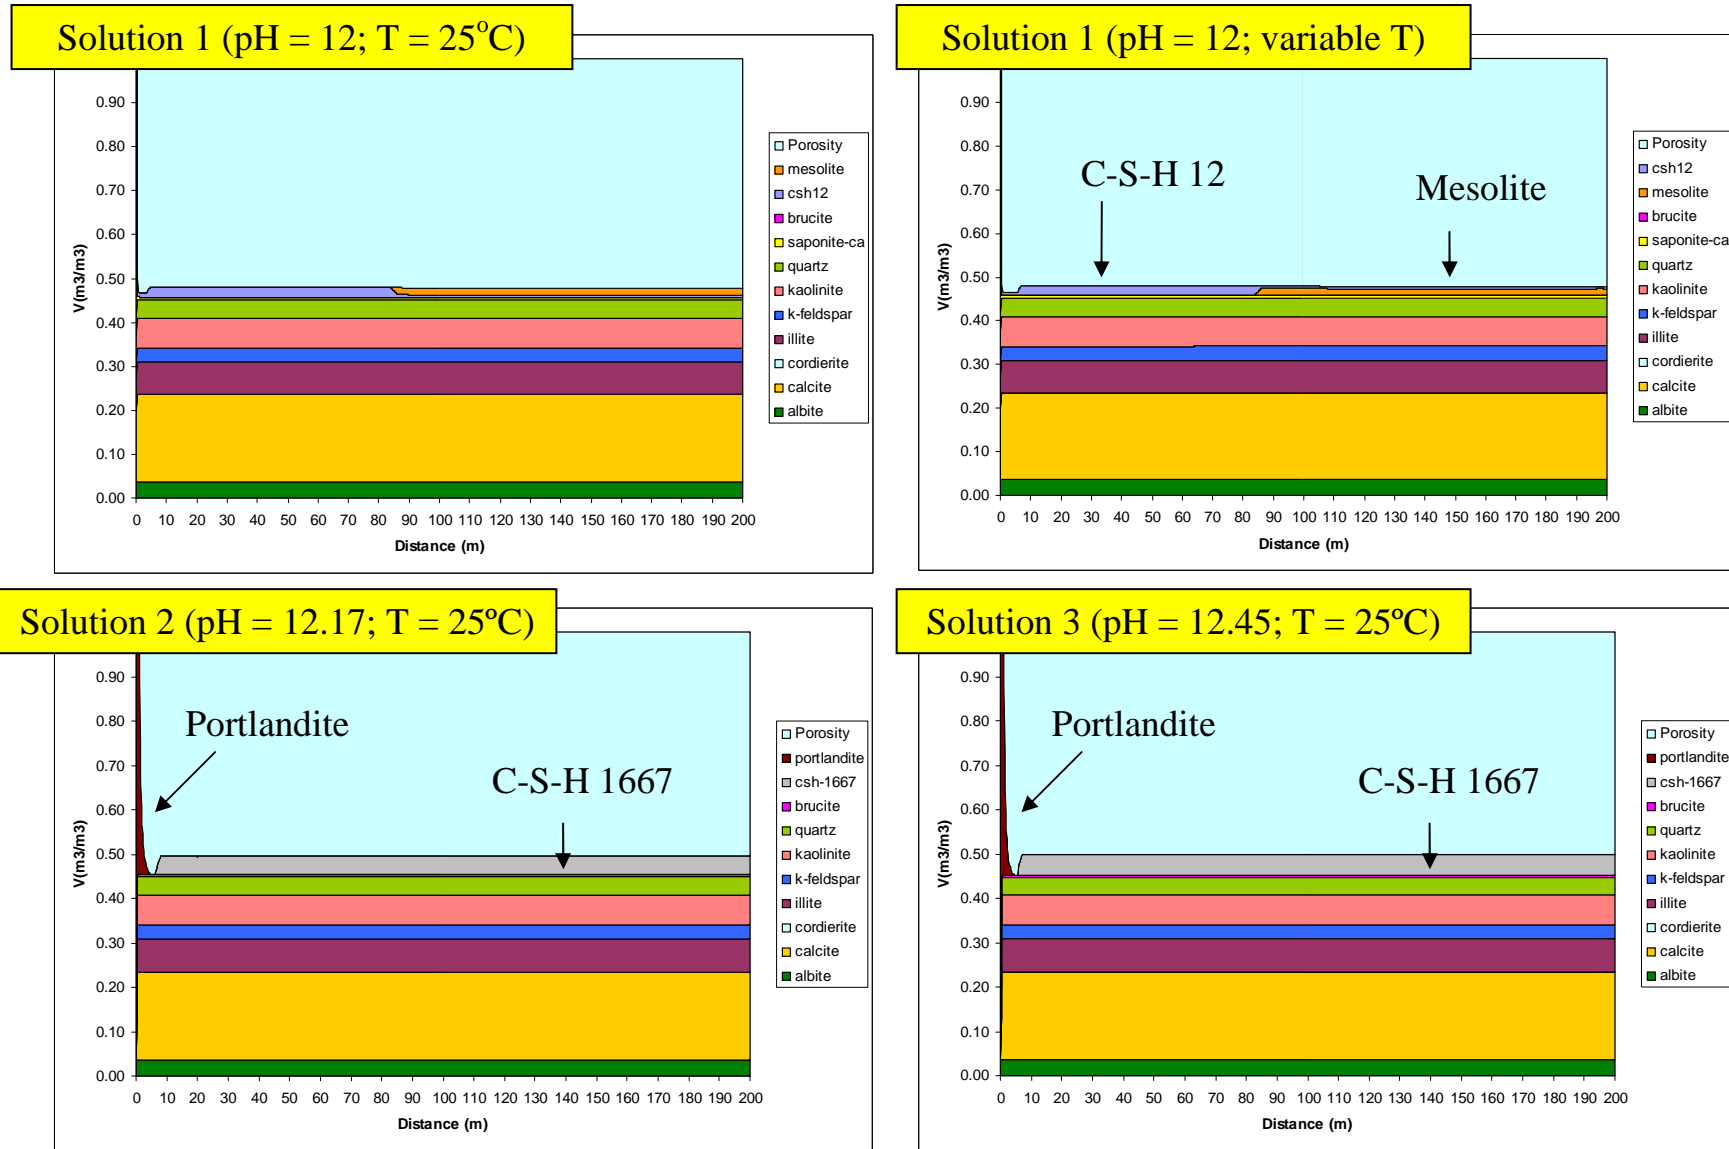 Solution 1 (pH = 12; T = 25°C)
0.90
0.80
0.70
0.60
0.50
0.40
0.30
0.20
0.10
0.00
V(m3/m3)
0 10 20 30 40 50 60 70 80 90 100 110 120 130 140 150 160 170 180 190 200
Distance (m)
Porosity
mesolite
csh12
brucite
saponite-ca
quartz
kaolinite
k-feldspar
illite
cordierite
calcite
albite
Solution 1 (pH = 12; variable T)
C-S-H 12
Mesolite
0.90
0.80
0.70
0.60
0.50
0.40
0.30
0.20
0.10
0.00
V(m3/m3)
0 10 20 30 40 50 60 70 80 90 100 110 120 130 140 150 160 170 180 190 200
Distance (m)
Porosity
csh12
mesolite
brucite
saponite-ca
quartz
kaolinite
k-feldspar
illite
cordierite
calcite
albite
Solution 2 (pH = 12.17; T = 25ºC)
Portlandite
C-S-H 1667
0.90
0.80
0.70
0.60
0.50
0.40
0.30
0.20
0.10
0.00
V(m3/m3)
0 10 20 30 40 50 60 70 80 90 100 110 120 130 140 150 160 170 180 190 200
Distance (m)
Porosity
portlandite
csh-1667
brucite
quartz
kaolinite
k-feldspar
illite
cordierite
calcite
albite
Solution 3 (pH = 12.45; T = 25ºC)
Portlandite
C-S-H 1667
0.90
0.80
0.70
0.60
0.50
0.40
0.30
0.20
0.10
0.00
V(m3/m3)
0 10 20 30 40 50 60 70 80 90 100 110 120 130 140 150 160 170 180 190 200
Distance (m)
Porosity
portlandite
csh-1667
brucite
quartz
kaolinite
k-feldspar
illite
cordierite
calcite
albite